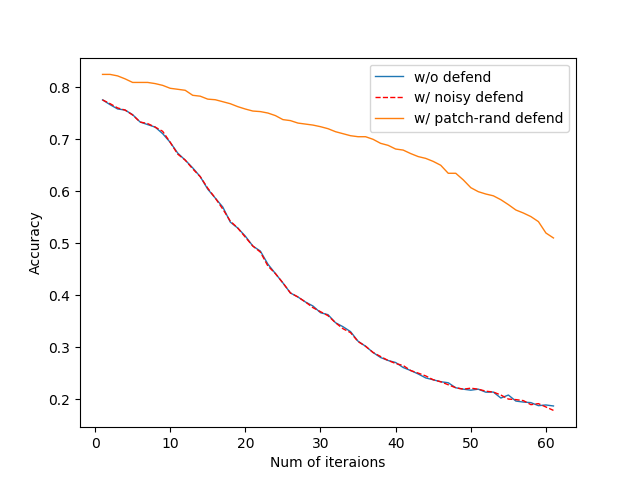 w/o defend
w/ noisy defend
w/ patch-rand defend
Accuracy
0.8
0.7
0.6
0.5
0.4
0.3
0.2
0 10 20 30 40 50 60
Num of iteraions